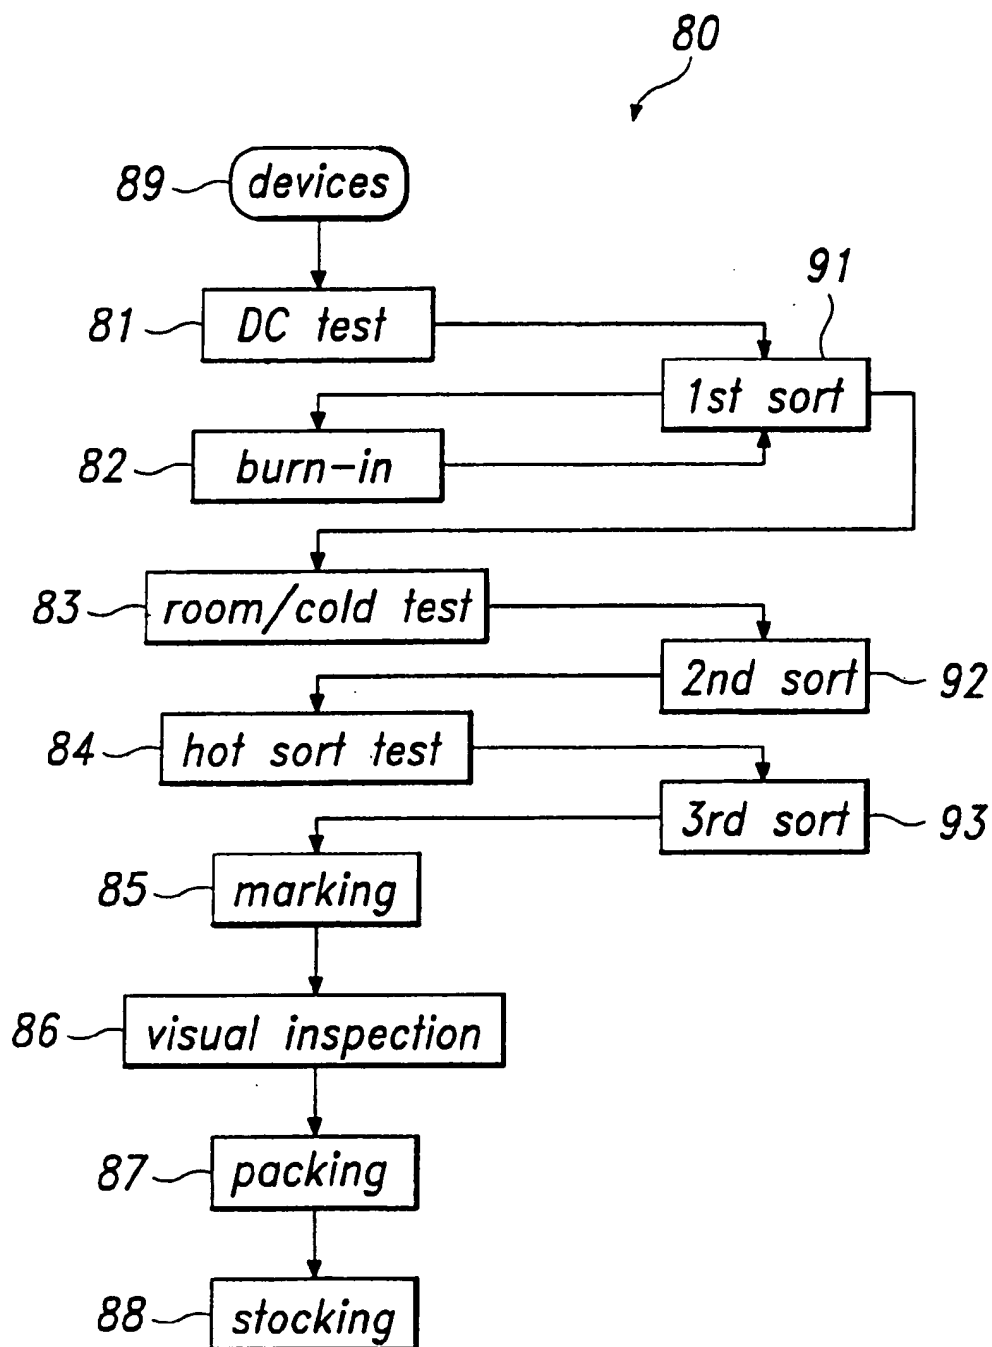 80
89 devices
91
81 DC test
1st sort
82 burn-in
83 room/cold test
2nd sort 92
84 hot sort test
3rd sort 93
85 marking
86 visual inspection
87 packing
88 stocking